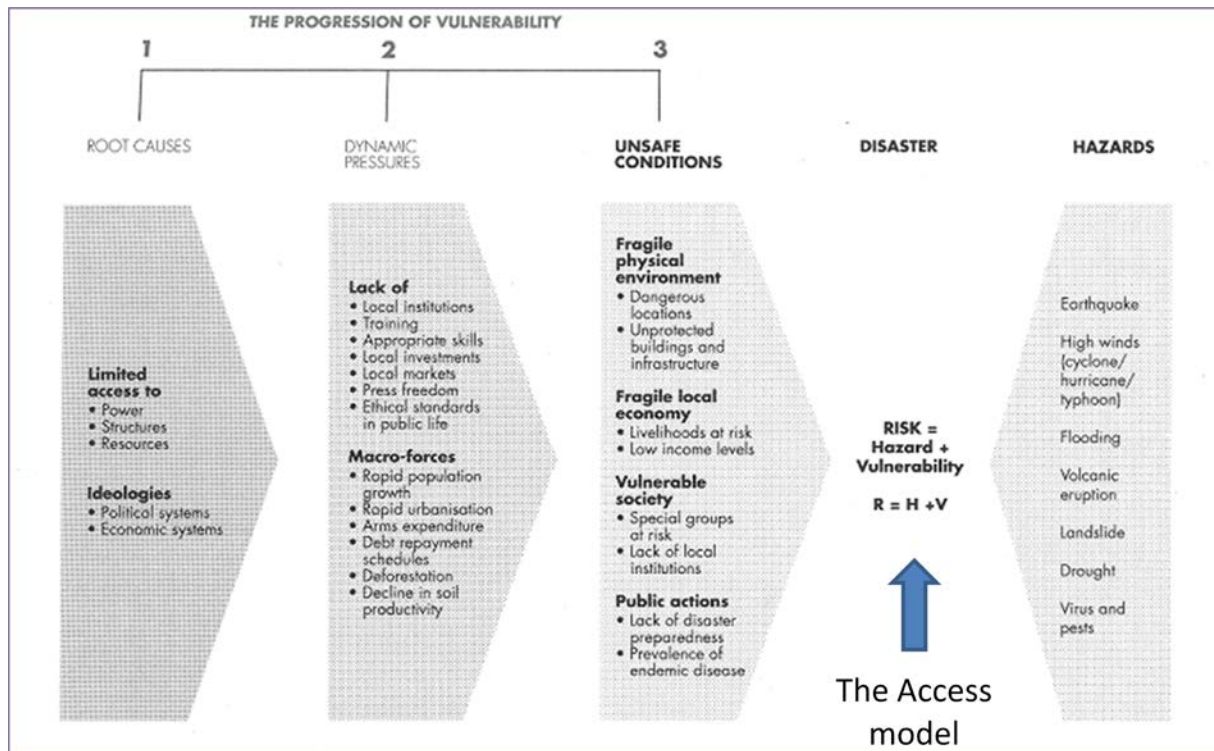 THE PROGRESSION OF VULNERABILITY
1
2
3
ROOT CAUSES
DYNAMIC
PRESSURES
UNSAFE
CONDITIONS
DISASTER
HAZARDS
Limited
access to
• Power
• Structures
• Resources
Ideologies
• Political systems
• Economic systems
Lack of
• Local institutions
• Training
• Appropriate skills
• Local investments
• Local markets
• Press freedom
• Ethical standards
in public life
Macro-forces
• Rapid population
growth
• Rapid urbanisation
• Arms expenditure
• Debt repayment
schedules
• Deforestation
• Decline in soil
productivity
Fragile
physical
environment
• Dangerous
locations
• Unprotected
buildings and
infrastructure
Fragile local
economy
• Livelihoods at risk
• Low income levels
Vulnerable
society
• Special groups
at risk
• Lack of local
institutions
Public actions
• Lack of disaster
preparedness
• Prevalence of
endemic disease
RISK =
Hazard +
Vulnerability
R = H +V
The Access
model
Earthquake
High winds
(cyclone/
hurricane/
typhoon)
Flooding
Volcanic
eruption
Landslide
Drought
Virus and
pests